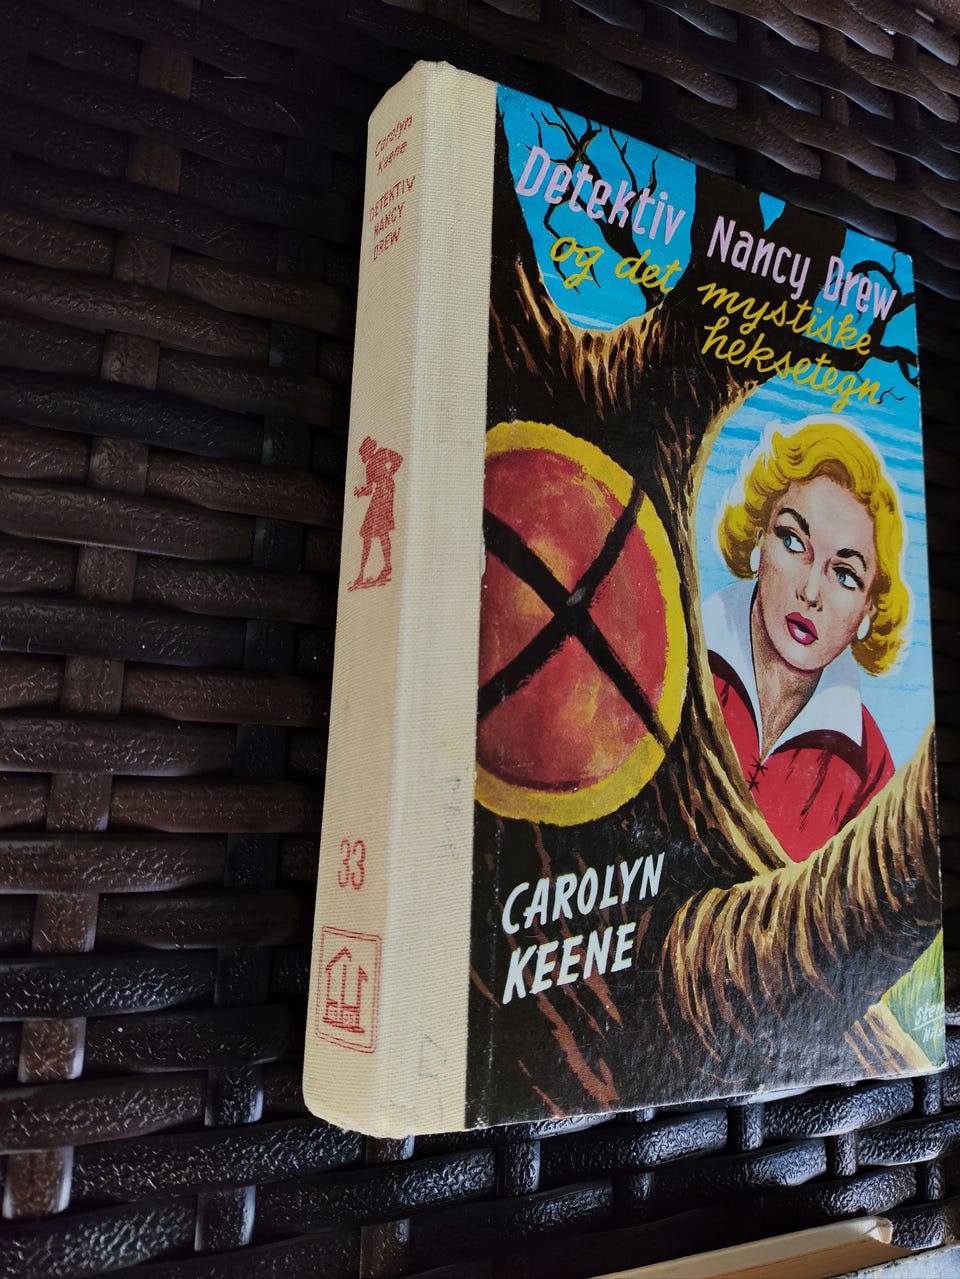 Carolyn
Keene
DETEKTIV
NANCY
DREW
33
Detektiv Nancy Drew
og det mystiske
heksetegn
CAROLYN
KEENE